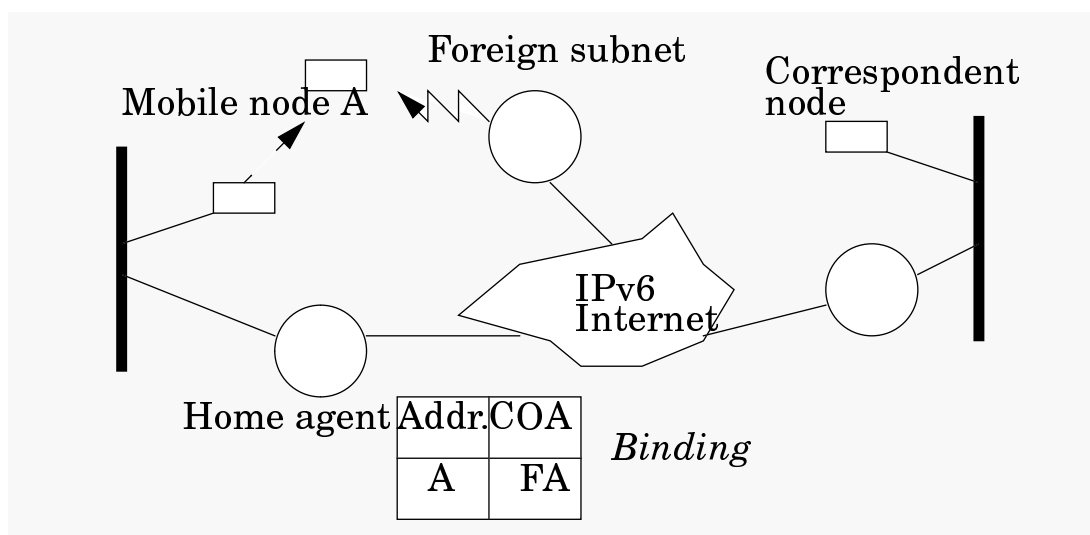 Foreign subnet
Mobile node A
Correspondent
node
IPv6
Internet
Home agent
Addr. COA
A FA
Binding